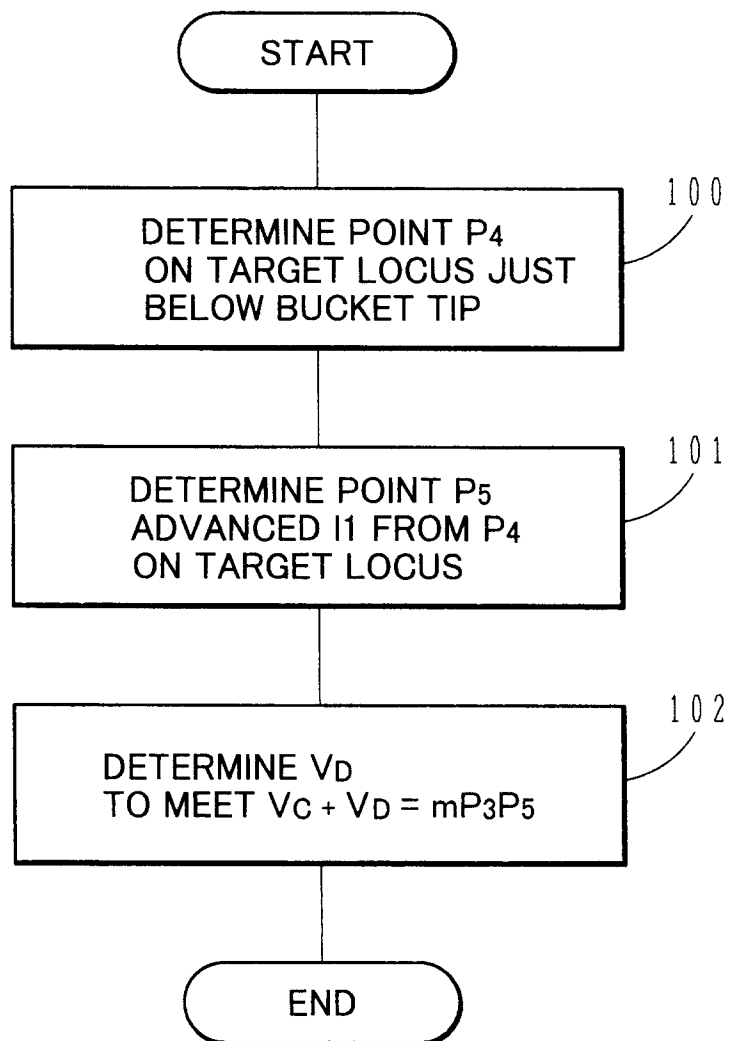 START
100
DETERMINE POINT P4
ON TARGET LOCUS JUST
BELOW BUCKET TIP
101
DETERMINE POINT P5
ADVANCED l1 FROM P4
ON TARGET LOCUS
102
DETERMINE VD
TO MEET VC + VD = mP3P5
END